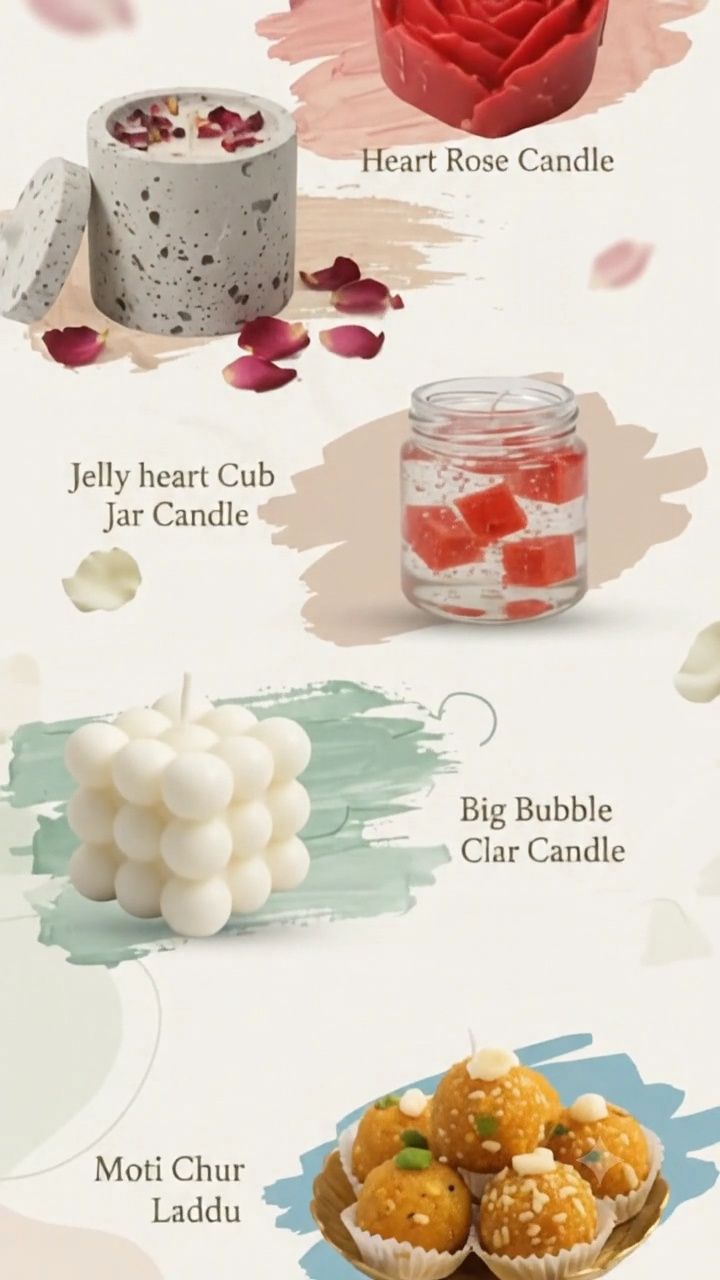 Heart Rose Candle
Jelly heart Cub
Jar Candle
Big Bubble
Clar Candle
Moti Chur
Laddu